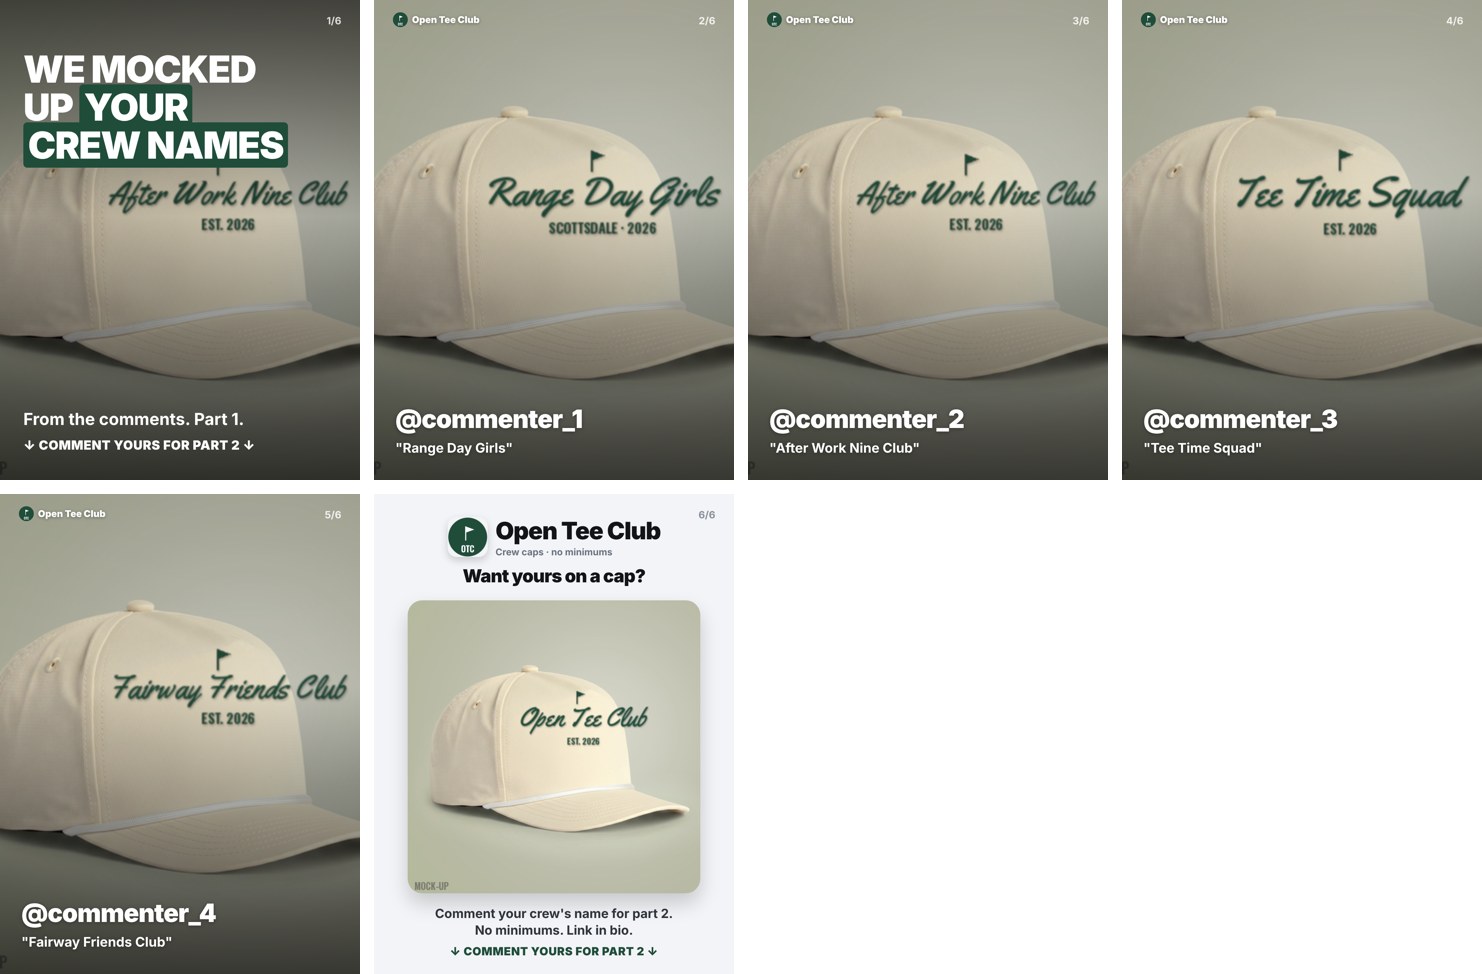 1/6
WE MOCKED
UP YOUR
CREW NAMES
After Work Nine Club
EST. 2026
From the comments. Part 1.
↓ COMMENT YOURS FOR PART 2 ↓
P
OTC
Open Tee Club
2/6
Range Day Girls
SCOTTSDALE · 2026
@commenter_1
"Range Day Girls"
P
OTC
Open Tee Club
3/6
After Work Nine Club
EST. 2026
@commenter_2
"After Work Nine Club"
P
OTC
Open Tee Club
4/6
Tee Time Squad
EST. 2026
@commenter_3
"Tee Time Squad"
P
OTC
Open Tee Club
5/6
Fairway Friends Club
EST. 2026
@commenter_4
"Fairway Friends Club"
P
6/6
OTC
Open Tee Club
Crew caps · no minimums
Want yours on a cap?
Open Tee Club
EST. 2026
MOCK-UP
Comment your crew's name for part 2.
No minimums. Link in bio.
↓ COMMENT YOURS FOR PART 2 ↓